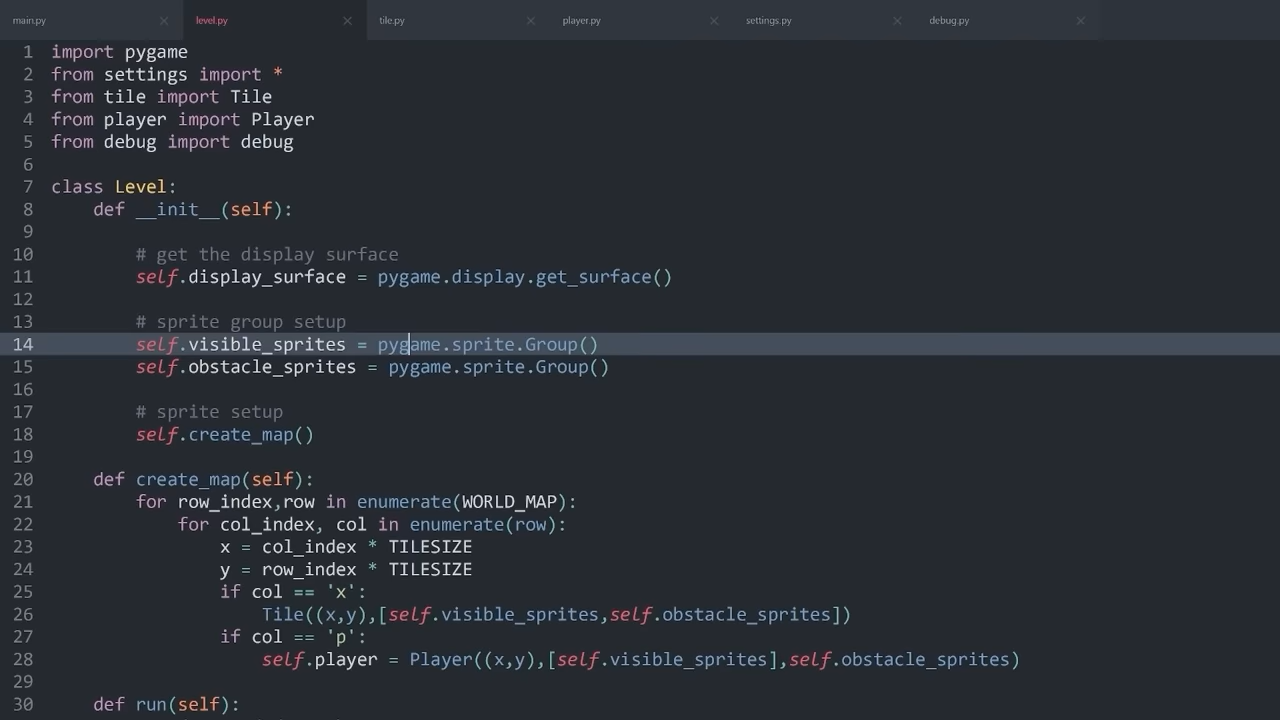 main.py level.py tile.py player.py settings.py debug.py
1 import pygame
2 from settings import *
3 from tile import Tile
4 from player import Player
5 from debug import debug
6
7 class Level:
8     def __init__(self):
9
10         # get the display surface
11         self.display_surface = pygame.display.get_surface()
12
13         # sprite group setup
14         self.visible_sprites = pygame.sprite.Group()
15         self.obstacle_sprites = pygame.sprite.Group()
16
17         # sprite setup
18         self.create_map()
19
20     def create_map(self):
21         for row_index,row in enumerate(WORLD_MAP):
22             for col_index, col in enumerate(row):
23                 x = col_index * TILESIZE
24                 y = row_index * TILESIZE
25                 if col == 'x':
26                     Tile((x,y),[self.visible_sprites,self.obstacle_sprites])
27                 if col == 'p':
28                     self.player = Player((x,y),[self.visible_sprites],self.obstacle_sprites)
29
30     def run(self):